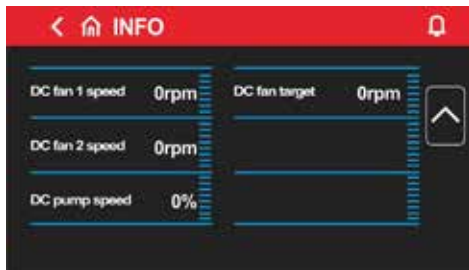 INFO
DC fan 1 speed 0rpm
DC fan target 0rpm
DC fan 2 speed 0rpm
DC pump speed 0%